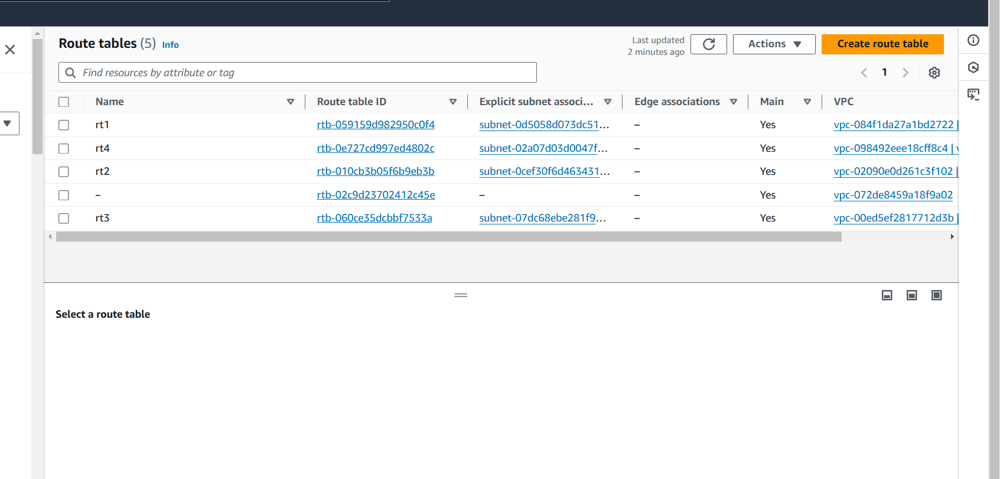 Route tables (5) Info
Last updated
2 minutes ago
Actions
Create route table
Find resources by attribute or tag
1
Name Route table ID Explicit subnet associ... Edge associations Main VPC
rt1 rtb-059159d982950c0f4 subnet-0d5058d073dc51... – Yes vpc-084f1da27a1bd2722 |
rt4 rtb-0e727cd997ed4802c subnet-02a07d03d0047f... – Yes vpc-098492eee18cff8c4 | v
rt2 rtb-010cb3b05f6b9eb3b subnet-0cef30f6d463431... – Yes vpc-02090e0d261c3f102 |
– rtb-02c9d23702412c45e – – Yes vpc-072de8459a18f9a02
rt3 rtb-060ce35dcbbf7533a subnet-07dc68ebe281f9... – Yes vpc-00ed5ef2817712d3b |
Select a route table